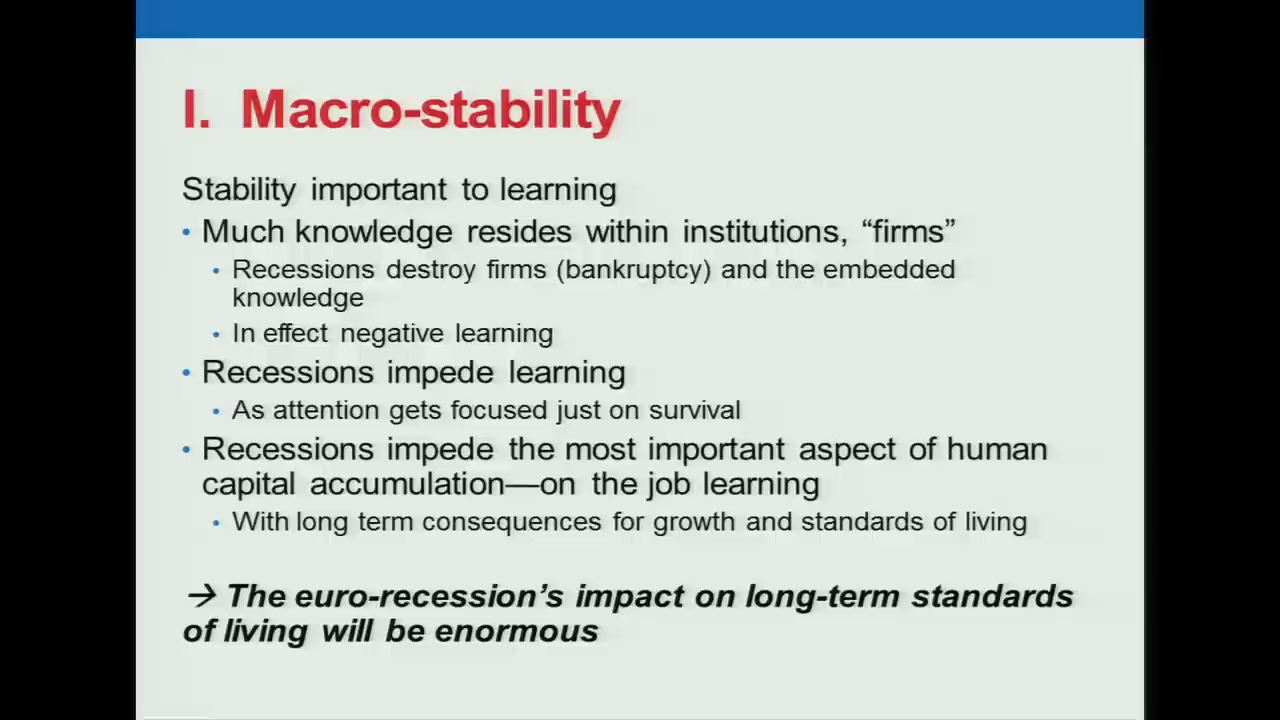 I. Macro-stability
Stability important to learning
• Much knowledge resides within institutions, “firms”
• Recessions destroy firms (bankruptcy) and the embedded
knowledge
• In effect negative learning
• Recessions impede learning
• As attention gets focused just on survival
• Recessions impede the most important aspect of human
capital accumulation—on the job learning
• With long term consequences for growth and standards of living
→ The euro-recession’s impact on long-term standards
of living will be enormous